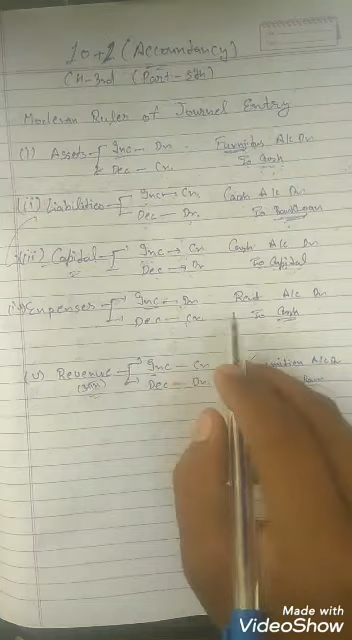 10+2 (Accountancy)
CH-3rd (Part-5th)
Modern Rules of Journal Entry
(i) Assets Inc - Dr. Furniture A/c Dr
Dec - Cr. To Cash
(ii) Liabilities Inc → Cr. Cash A/c Dr
Dec - Dr. To Bank Loan
(iii) Capital Inc → Cr Cash A/c Dr
Dec → Dr To Capital
(iv) Expenses Inc - Dr Rent A/c Dr
Dec - Cr. To Cash
(v) Revenue Inc - Cr
Dec - Dr.
Made with
VideoShow